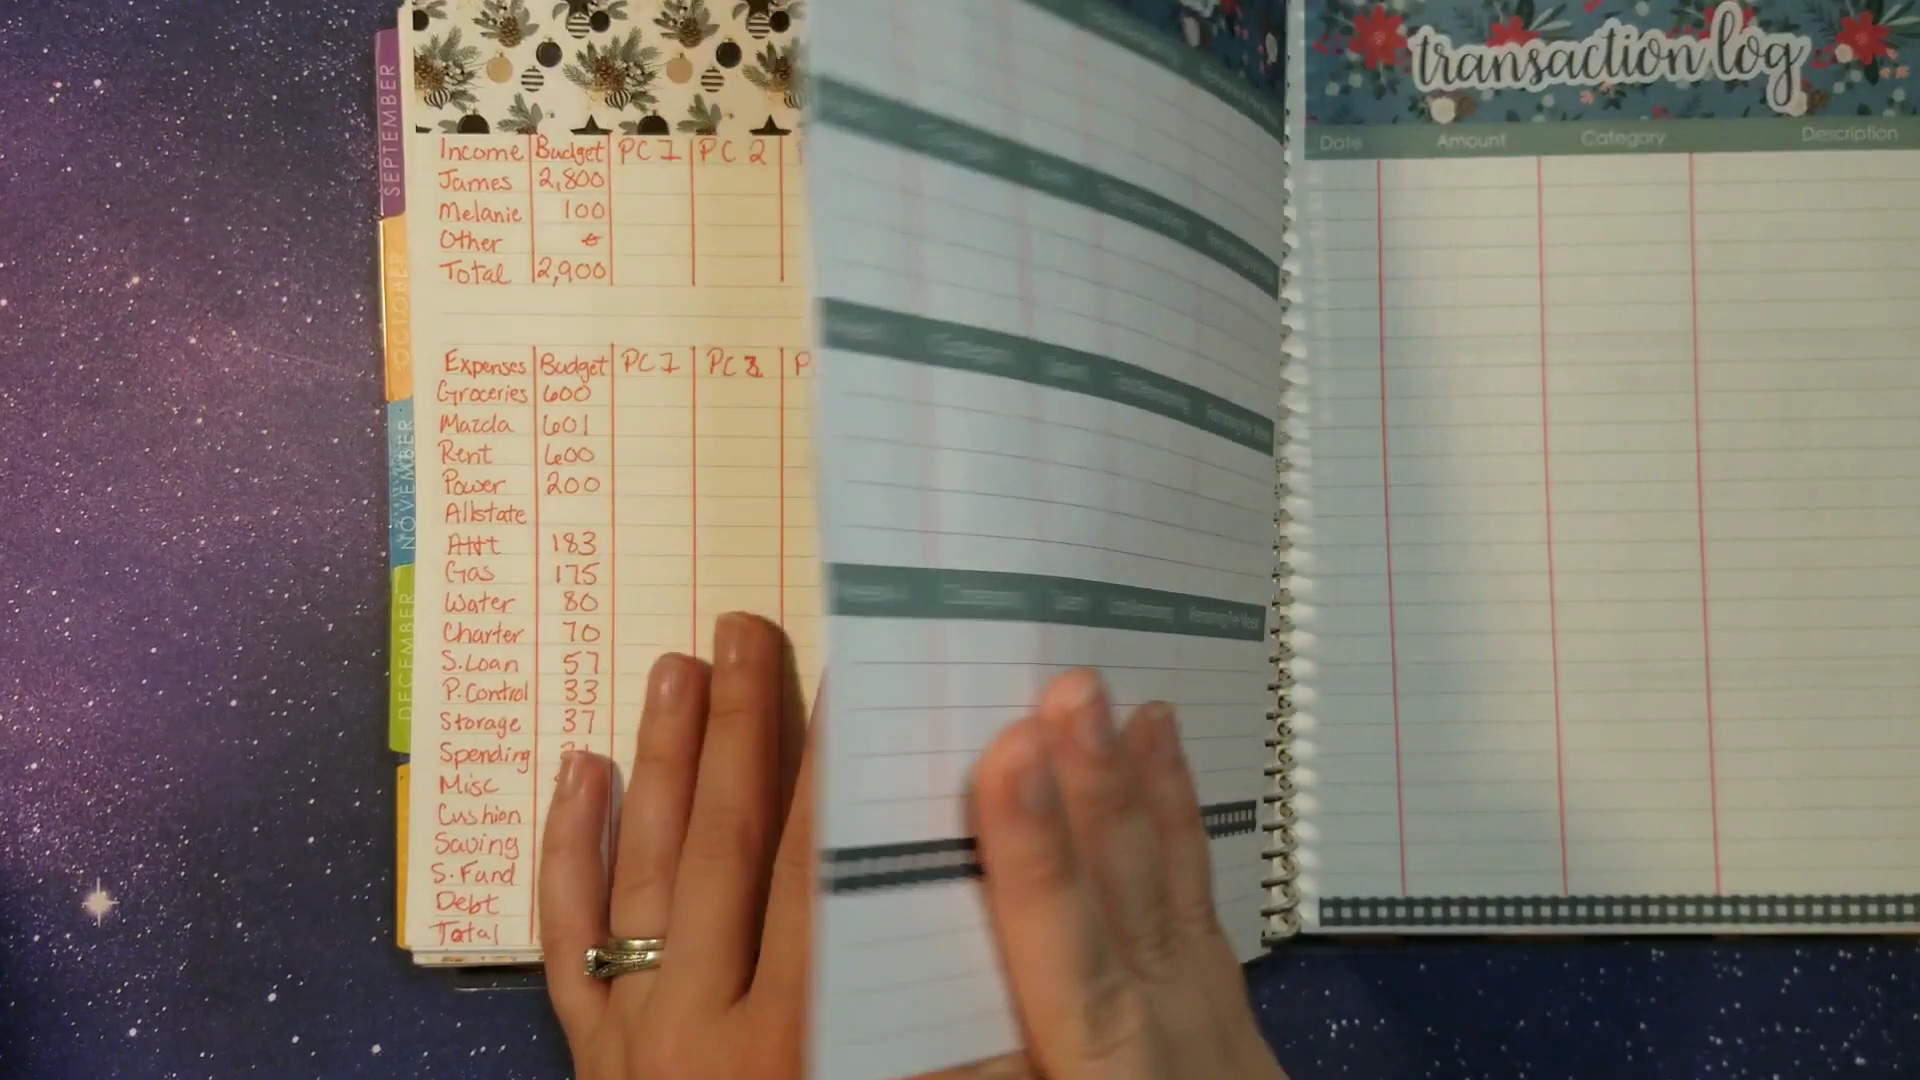 SEPTEMBER
OCTOBER
NOVEMBER
DECEMBER
Income Budget PC 1 PC 2 P
James 2,800
Melanie 100
Other
Total 2,900
Expenses Budget PC 1 PC 2 P
Groceries 600
Mazda 601
Rent 600
Power 200
Allstate
Att 183
Gas 175
Water 80
Charter 70
S.Loan 57
P.Control 33
Storage 37
Spending
Misc
Cushion
Saving
S. Fund
Debt
Total
transaction log
Date Amount Category Description